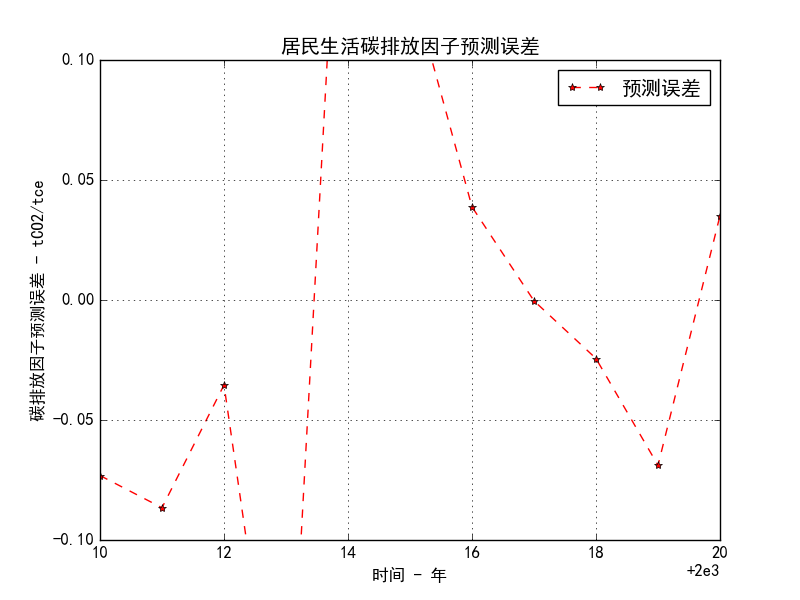 居民生活碳排放因子预测误差
预测误差
碳排放因子预测误差 - tCO2/tce
0.10
0.05
0.00
-0.05
-0.10
10 12 14 16 18 20
+2e3
时间 - 年